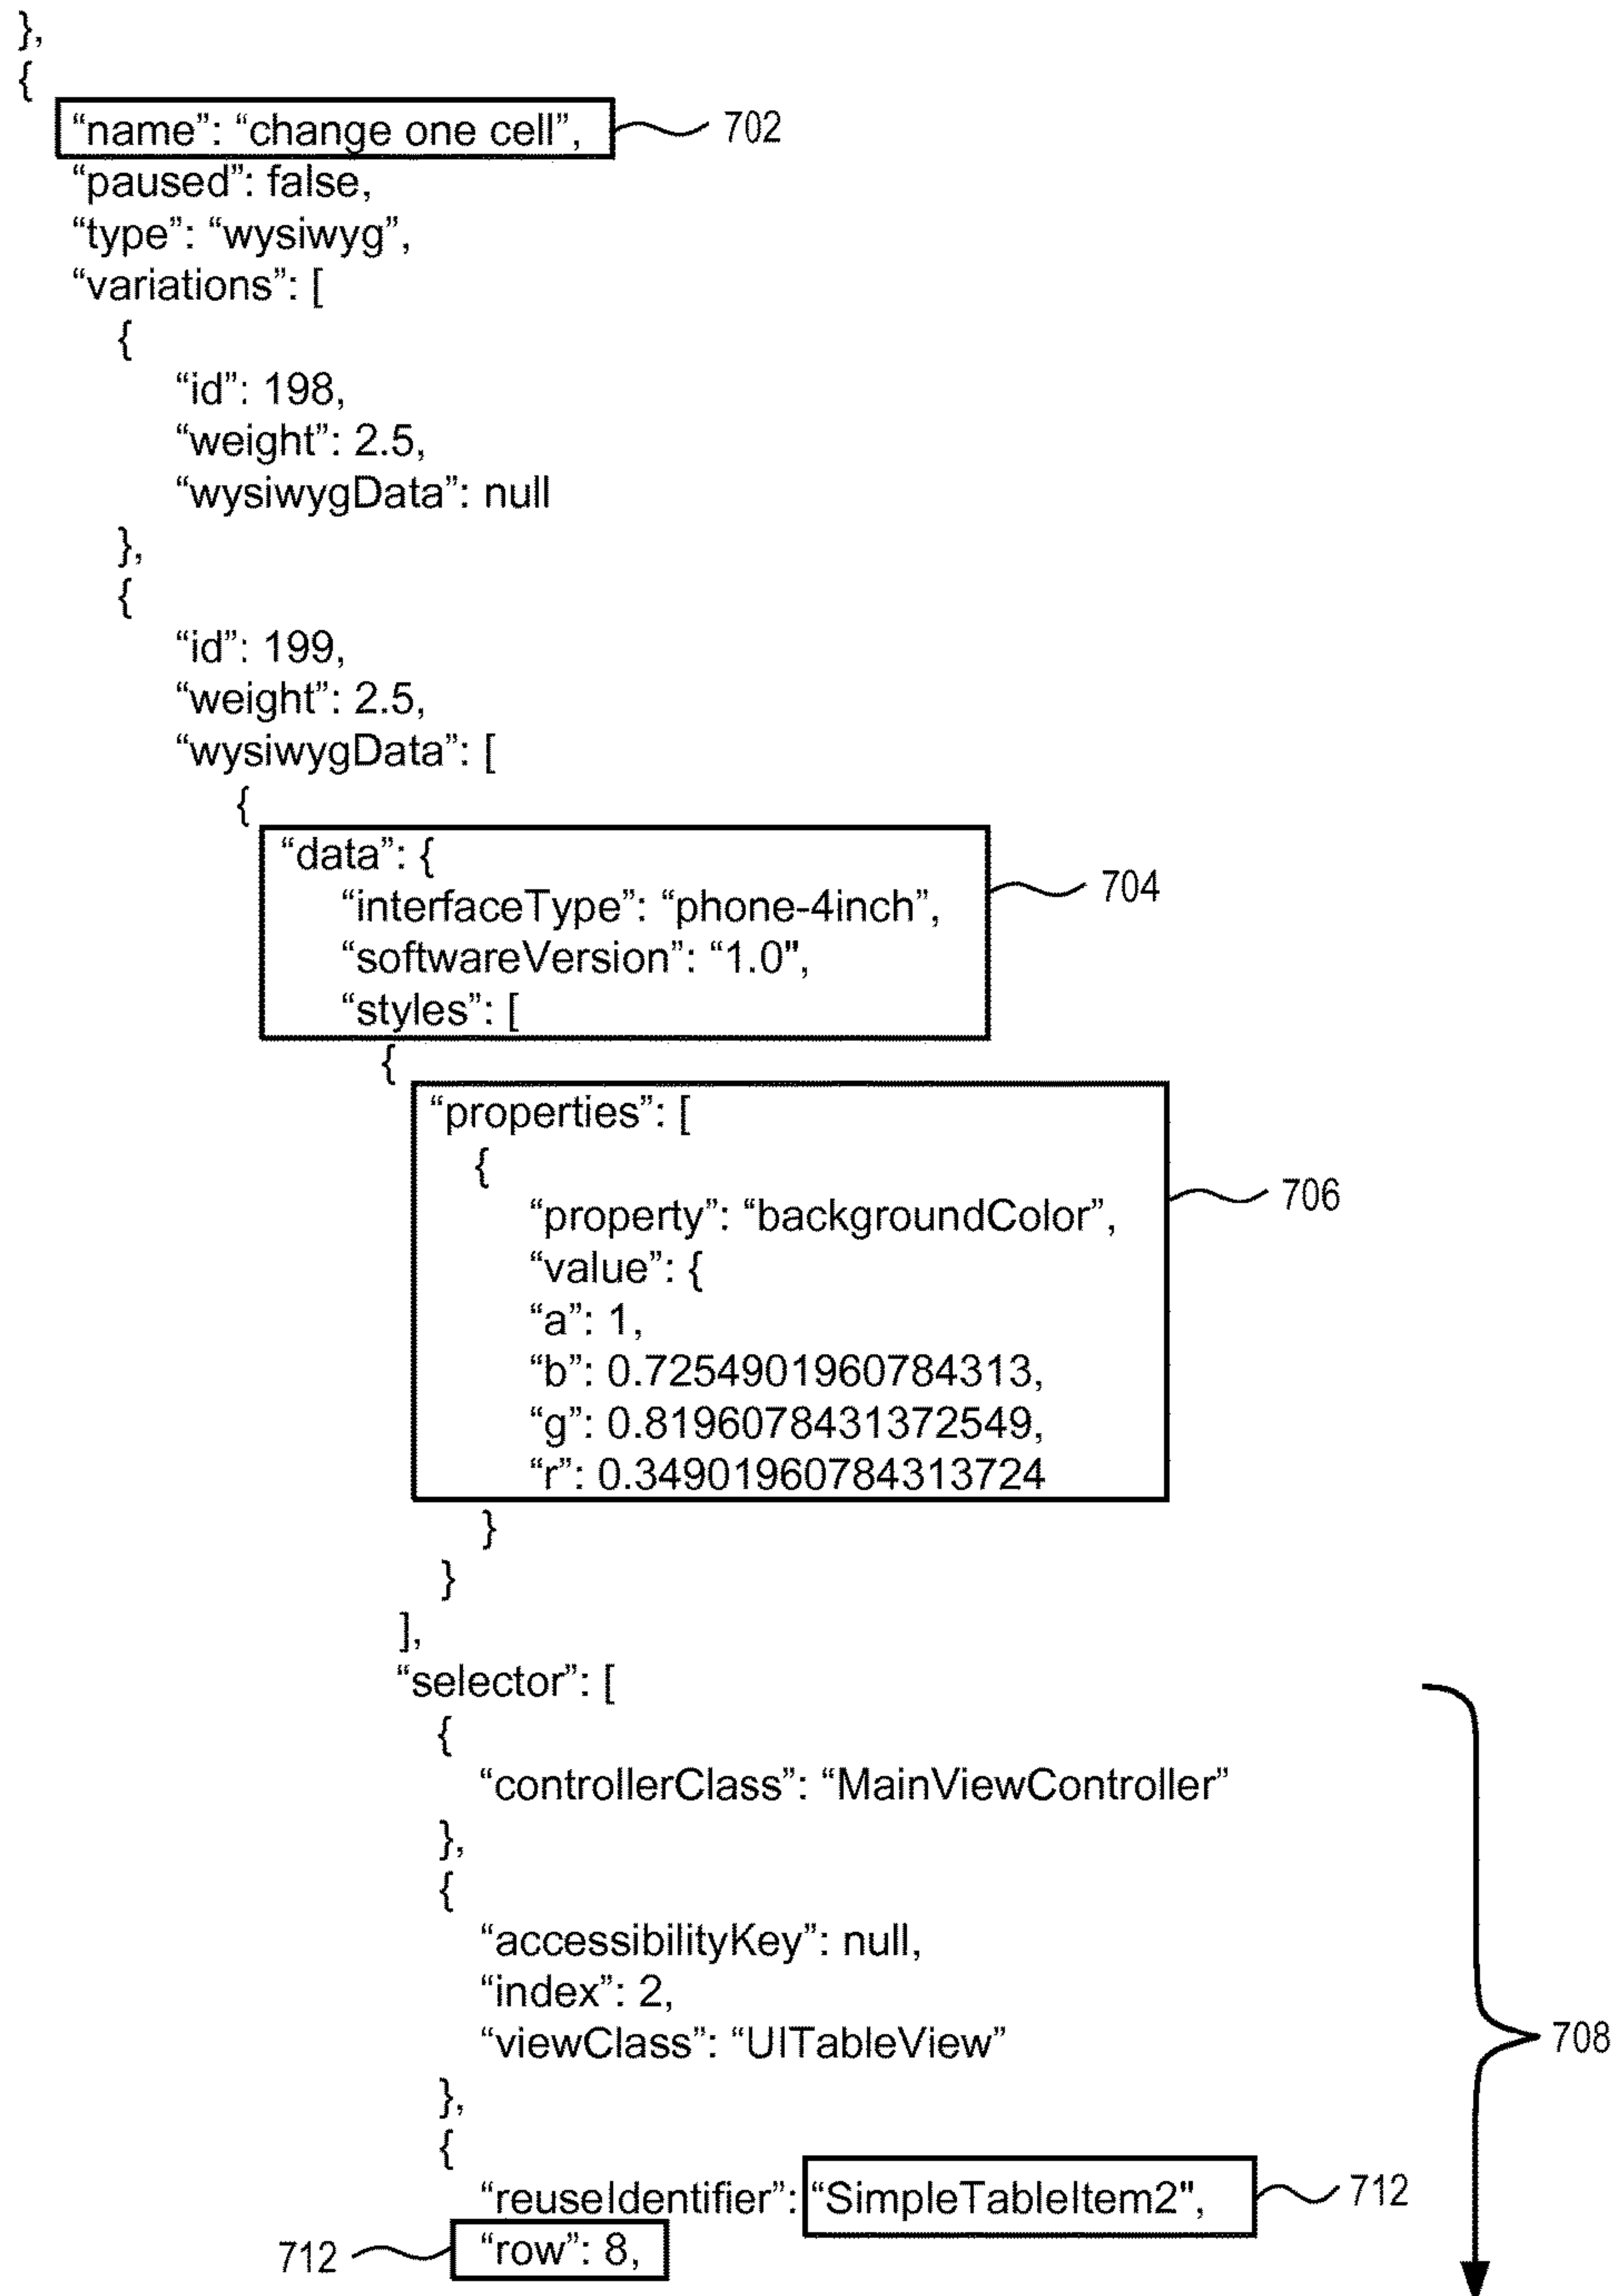 },
{
“name”: “change one cell”, 702
“paused”: false,
“type”: “wysiwyg”,
“variations”: [
{
“id”: 198,
“weight”: 2.5,
“wysiwygData”: null
},
{
“id”: 199,
“weight”: 2.5,
“wysiwygData”: [
{
“data”: {
704
“interfaceType”: “phone-4inch”,
“softwareVersion”: “1.0",
“styles”: [
{
“properties”: [
{
706
“property”: “backgroundColor”,
“value”: {
“a”: 1,
“b”: 0.7254901960784313,
“g”: 0.8196078431372549,
“r”: 0.349019607843137​24
}
}
],
“selector”: [
{
“controllerClass”: “MainViewController”
},
{
“accessibilityKey”: null,
“index”: 2,
“viewClass”: “UITableView”
708
},
{
“reuseIdentifier”: “SimpleTableItem2", 712
712 “row”: 8,